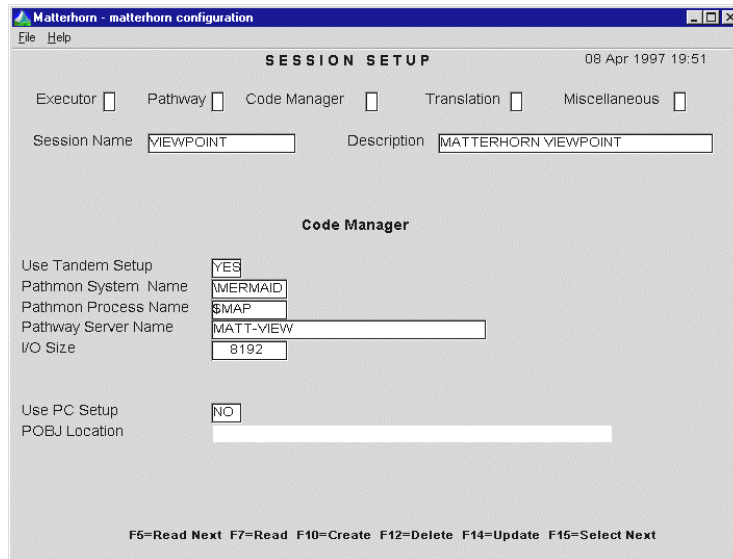 Matterhorn - matterhorn configuration
File Help
SESSION SETUP 08 Apr 1997 19:51
Executor Pathway Code Manager Translation Miscellaneous
Session Name VIEWPOINT Description MATTERHORN VIEWPOINT
Code Manager
Use Tandem Setup YES
Pathmon System Name \MERMAID
Pathmon Process Name $MAP
Pathway Server Name MATT-VIEW
I/O Size 8192
Use PC Setup NO
POBJ Location
F5=Read Next F7=Read F10=Create F12=Delete F14=Update F15=Select Next